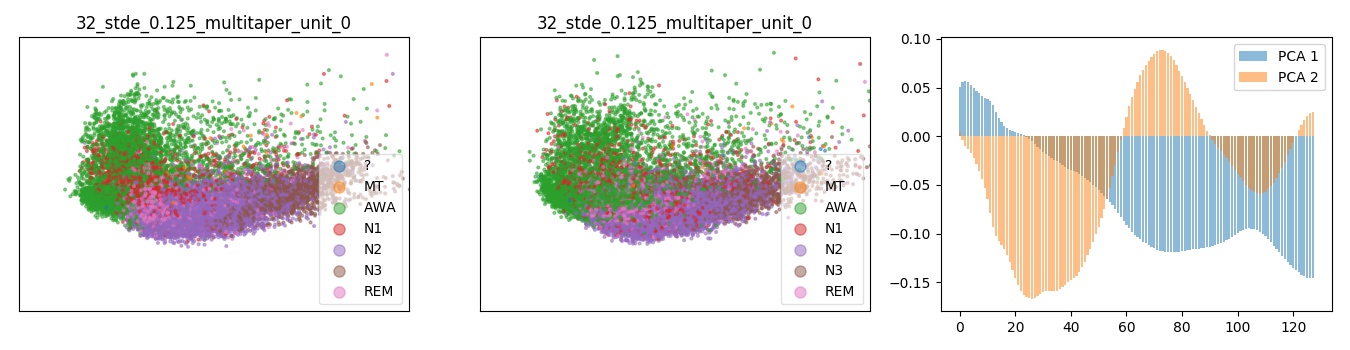 32_stde_0.125_multitaper_unit_0
?
MT
AWA
N1
N2
N3
REM
32_stde_0.125_multitaper_unit_0
?
MT
AWA
N1
N2
N3
REM
PCA 1
PCA 2
0.10
0.05
0.00
−0.05
−0.10
−0.15
0 20 40 60 80 100 120